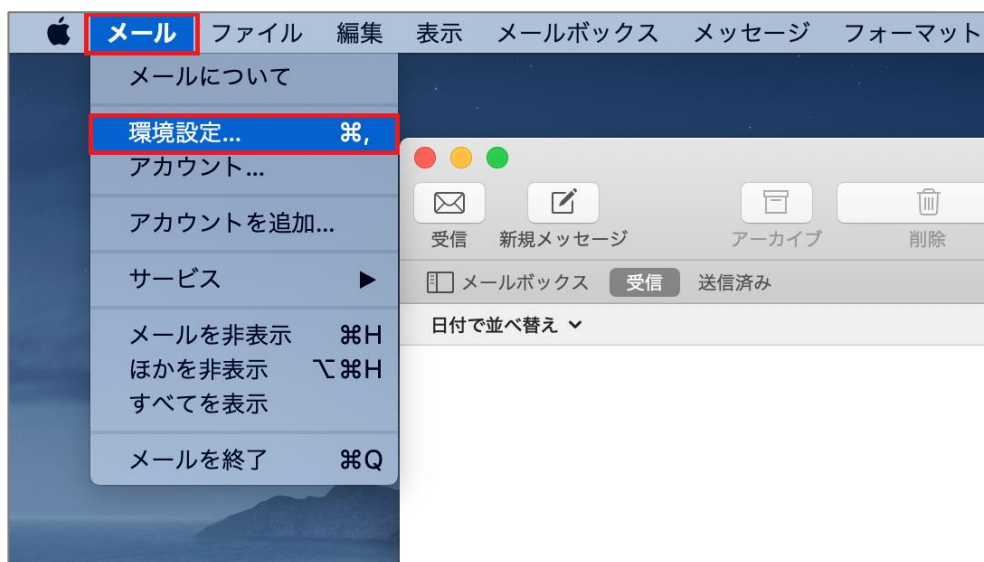 メール ファイル 編集 表示 メールボックス メッセージ フォーマット
メールについて
環境設定... ⌘,
アカウント...
アカウントを追加...
サービス ▶
メールを非表示 ⌘H
ほかを非表示 ⌥⌘H
すべてを表示
メールを終了 ⌘Q
受信 新規メッセージ アーカイブ 削除
メールボックス 受信 送信済み
日付で並べ替え